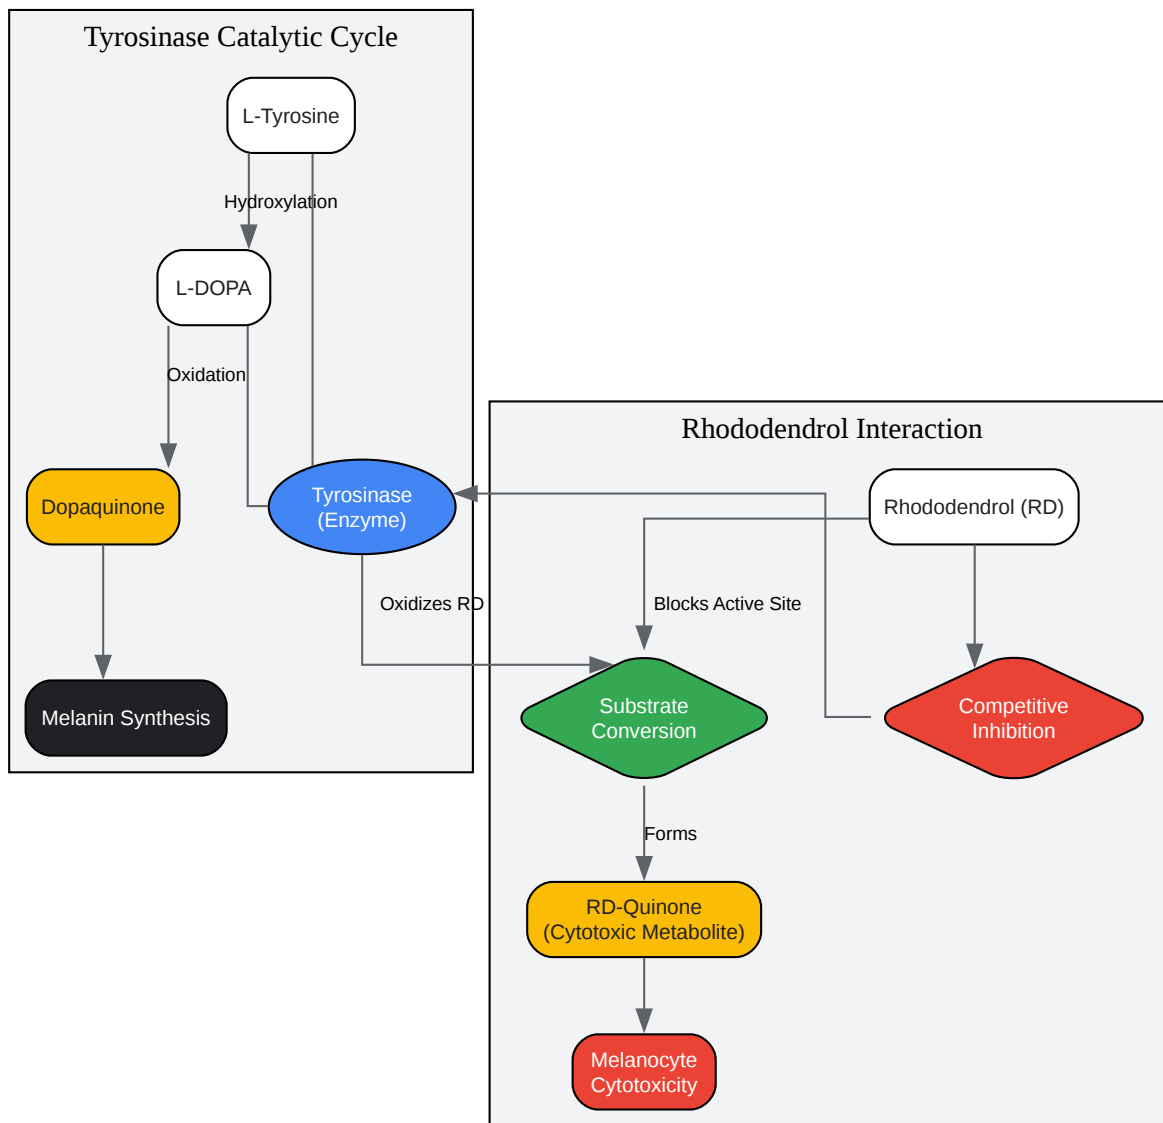 Tyrosinase Catalytic Cycle
L-Tyrosine
Hydroxylation
L-DOPA
Oxidation
Dopaquinone
Tyrosinase
(Enzyme)
Oxidizes RD
Melanin Synthesis
Rhododendrol Interaction
Rhododendrol (RD)
Blocks Active Site
Substrate
Conversion
Competitive
Inhibition
Forms
RD-Quinone
(Cytotoxic Metabolite)
Melanocyte
Cytotoxicity